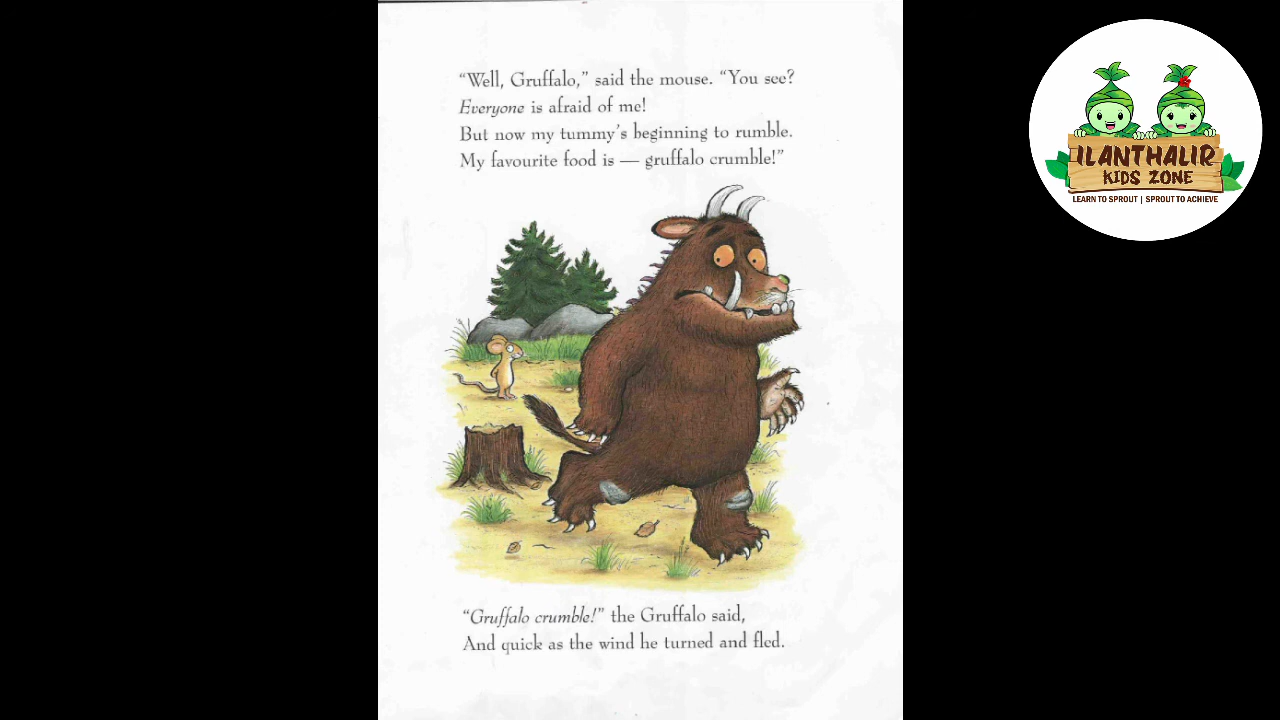 “Well, Gruffalo,” said the mouse. “You see?
Everyone is afraid of me!
But now my tummy’s beginning to rumble.
My favourite food is — gruffalo crumble!”
“Gruffalo crumble!” the Gruffalo said,
And quick as the wind he turned and fled.
ILANTHALIR
KIDS ZONE
LEARN TO SPROUT | SPROUT TO ACHIEVE